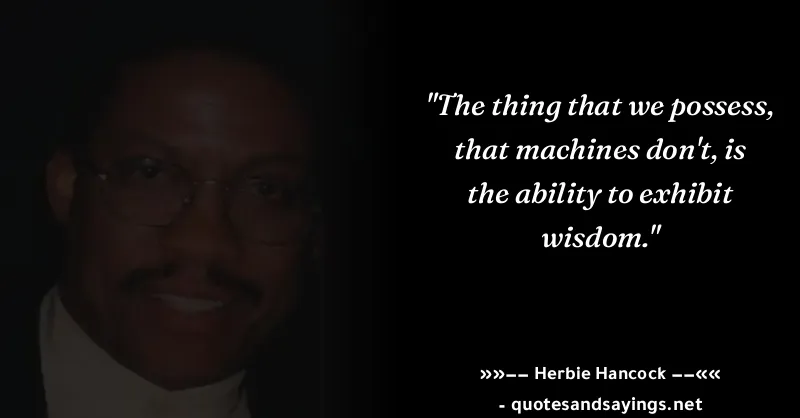 "The thing that we possess,
that machines don't, is
the ability to exhibit
wisdom."
»»—— Herbie Hancock ——««
- quotesandsayings.net